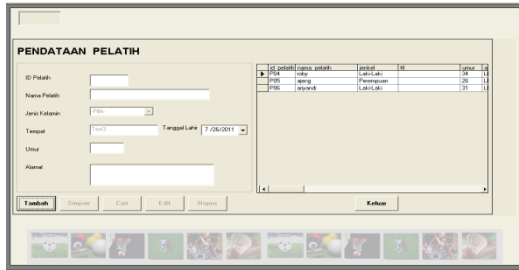 PENDATAAN PELATIH
ID Pelatih
Nama Pelatih
Jenis Kelamin -Pilih-
Tempat Text3 Tanggal Lahir 7 /26/2011
Umur
Alamat
id_pelatih nama_pelatih jenkel ttl umur
P04 roby Laki-Laki 34
P05 ajeng Perempuan 26
P06 ariyandi Laki-Laki 31
Tambah Simpan Cari Edit Hapus Keluar